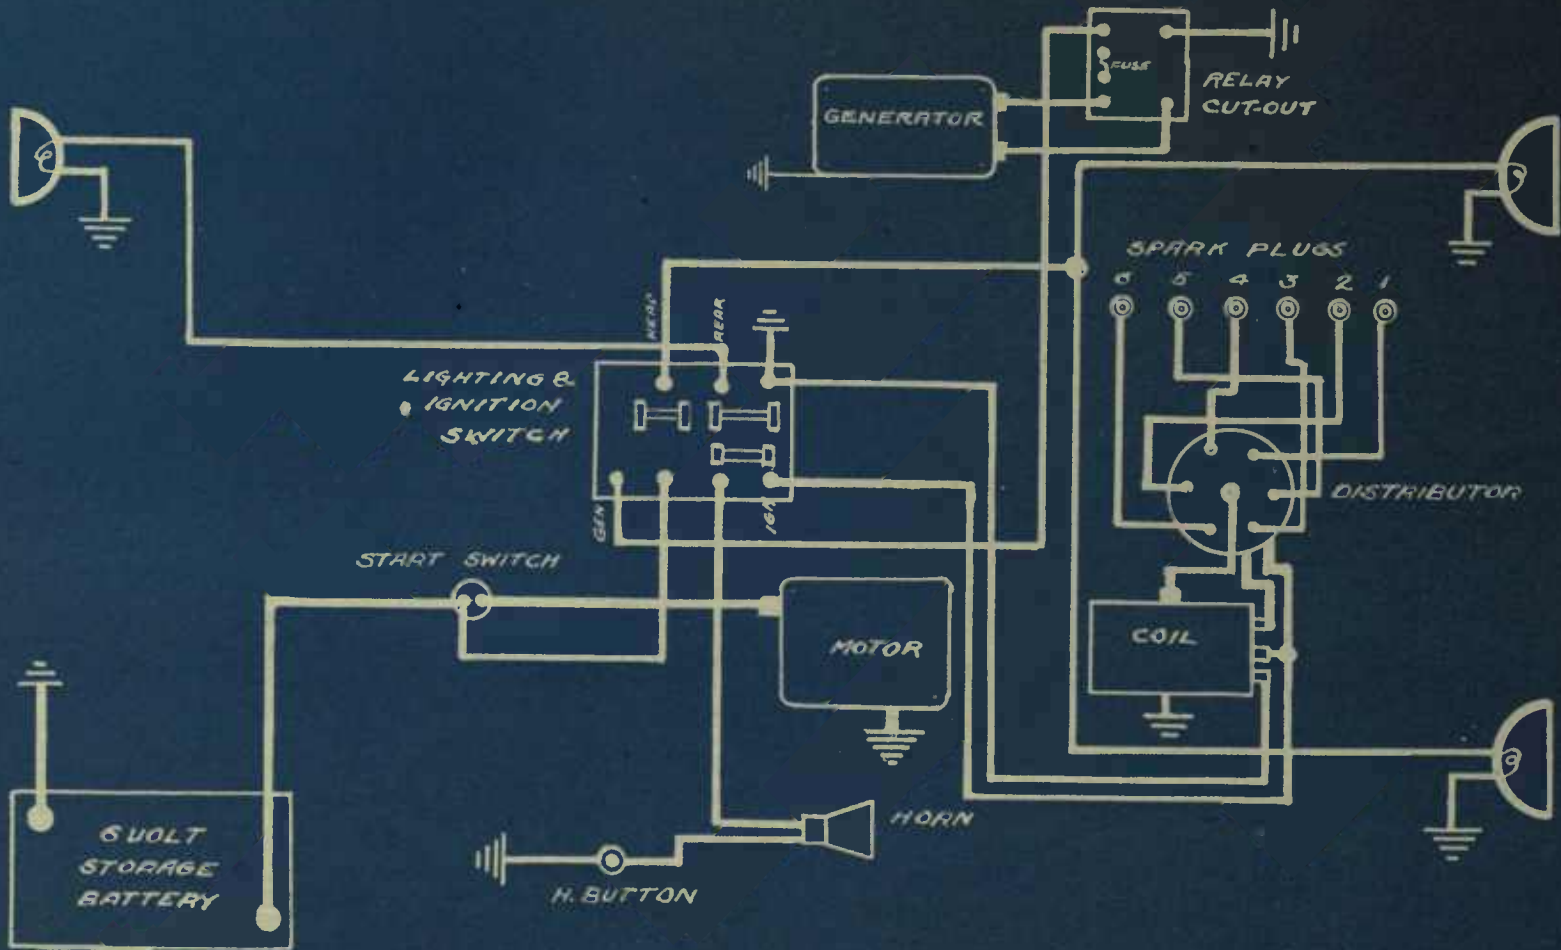 FUSE
RELAY
CUT-OUT
GENERATOR
SPARK PLUGS
6 5 4 3 2 1
HEAD
REAR
LIGHTING &
IGNITION
SWITCH
GEN
IGN
DISTRIBUTOR
START SWITCH
COIL
MOTOR
HORN
6 VOLT
STORAGE
BATTERY
H. BUTTON